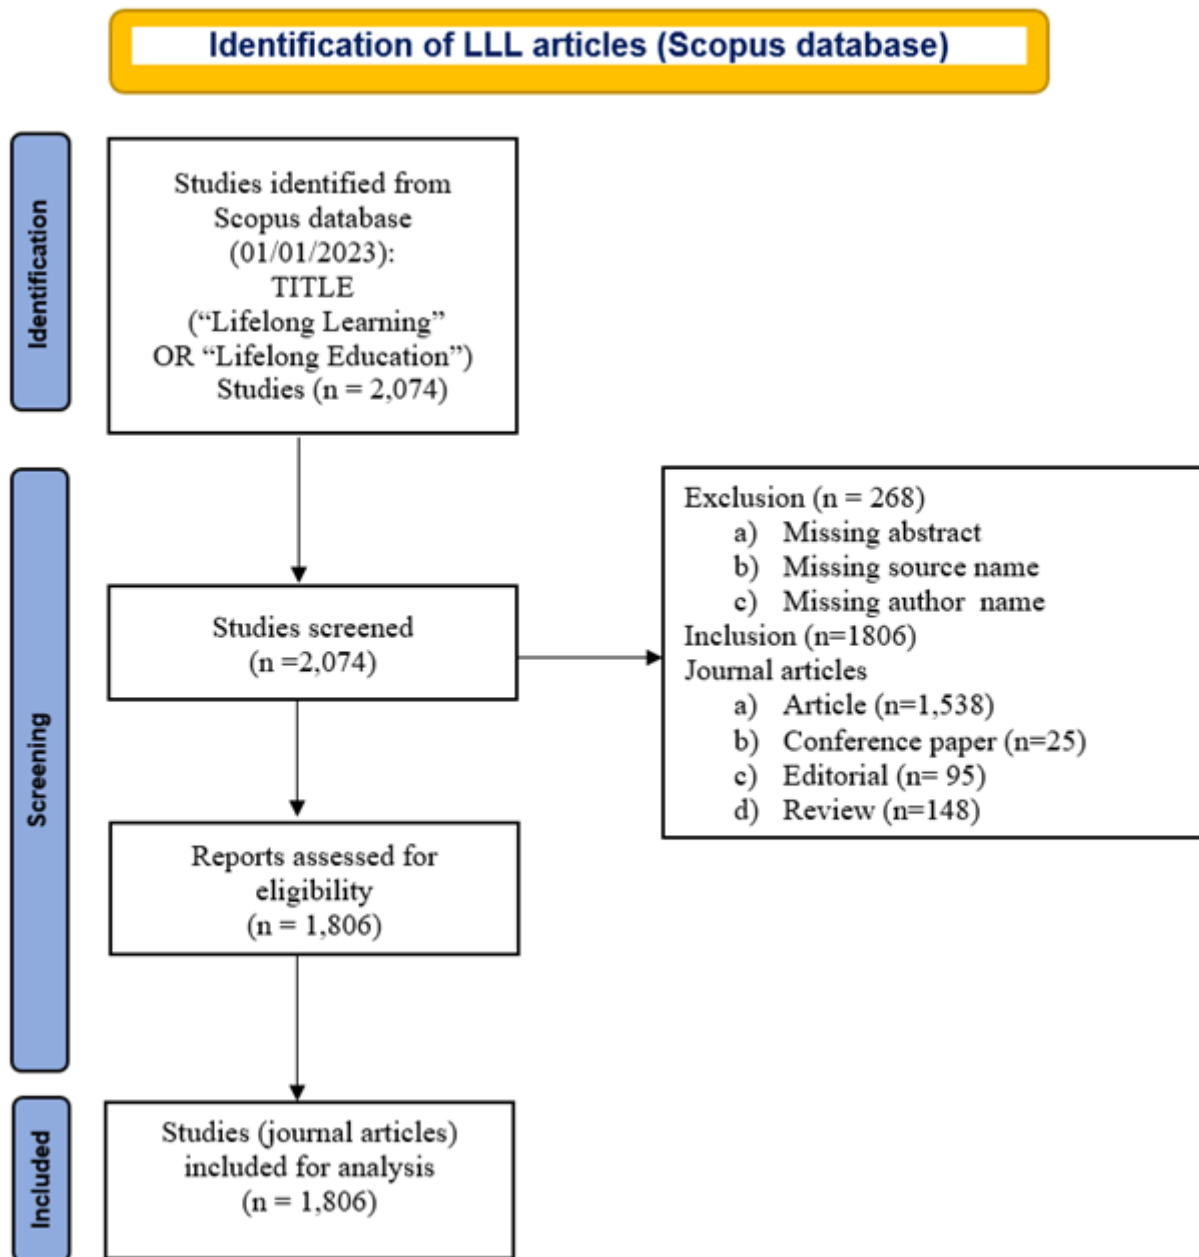 Identification of LLL articles (Scopus database)
Identification
Studies identified from
Scopus database
(01/01/2023):
TITLE
(“Lifelong Learning”
OR “Lifelong Education”)
Studies (n = 2,074)
Screening
Studies screened
(n =2,074)
Exclusion (n = 268)
a) Missing abstract
b) Missing source name
c) Missing author name
Inclusion (n=1806)
Journal articles
a) Article (n=1,538)
b) Conference paper (n=25)
c) Editorial (n= 95)
d) Review (n=148)
Reports assessed for
eligibility
(n = 1,806)
Included
Studies (journal articles)
included for analysis
(n = 1,806)